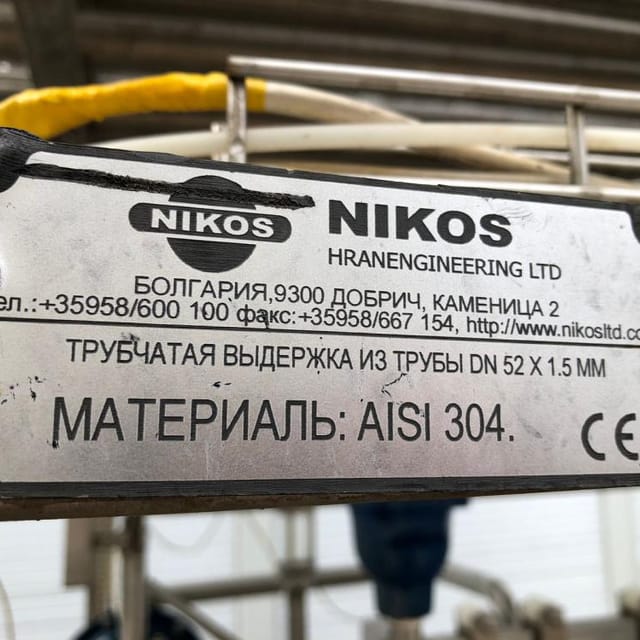 NIKOS NIKOS
HRANENGINEERING LTD
БОЛГАРИЯ,9300 ДОБРИЧ, КАМЕНИЦА 2
ел.:+35958/600 100 факс:+35958/667 154, http://www.nikosltd.co
ТРУБЧАТАЯ ВЫДЕРЖКА ИЗ ТРУБЫ DN 52 X 1.5 ММ
МАТЕРИАЛЬ: AISI 304.
CE